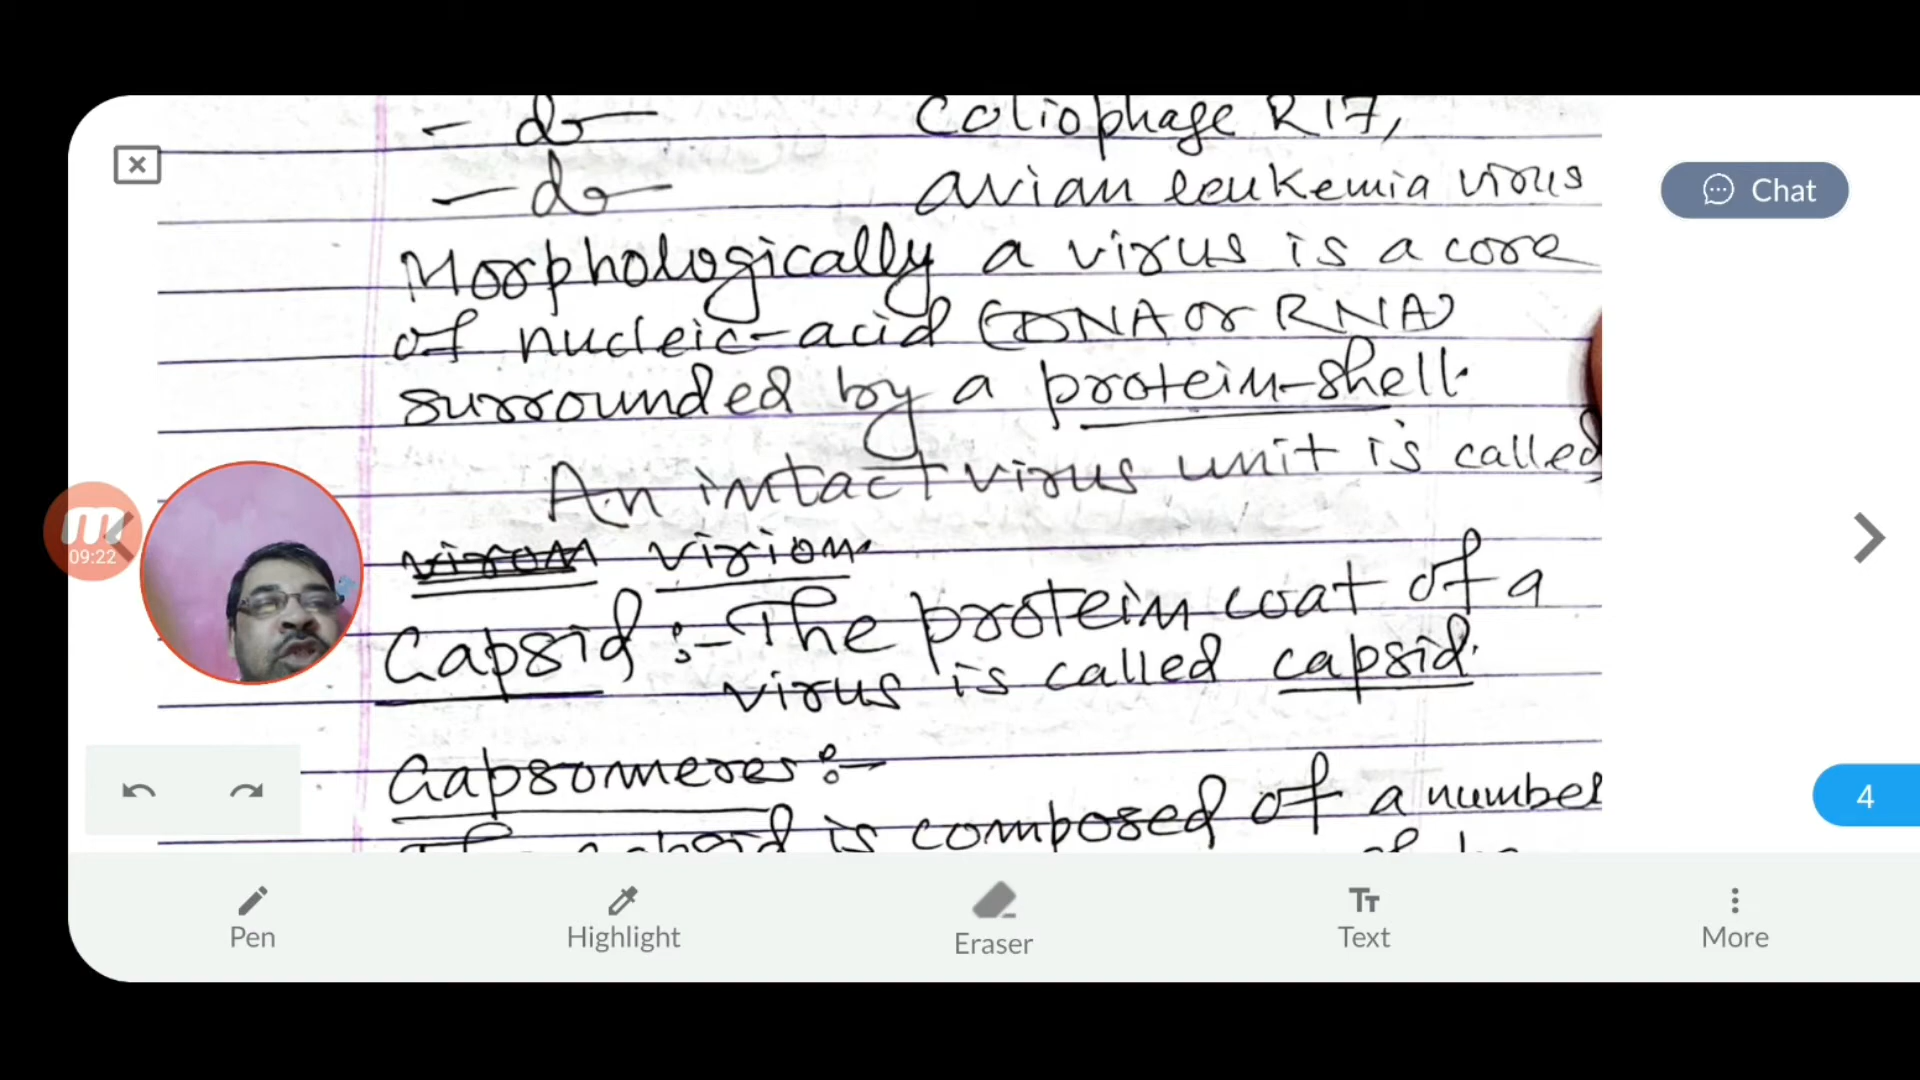 - do - Coliophage R17,
- do - avian leukemia virus
Chat
Morphologically a virus is a core
of nucleic-acid (DNA or RNA)
surrounded by a protein-shell.
An intact virus unit is called
virom virion.
09:22
Capsid :- The protein coat of a
virus is called capsid.
Capsomeres :-
capsid is composed of a number
4
Pen
Highlight
Eraser
Text
More